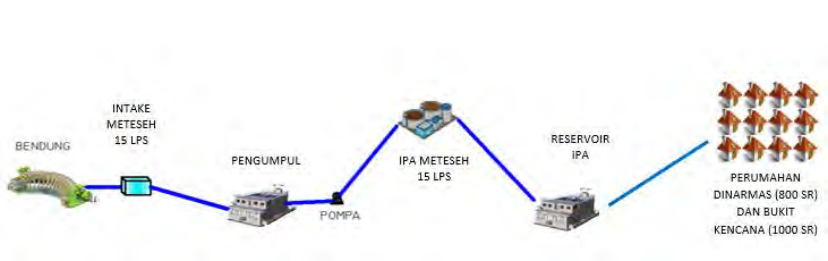 BENDUNG
INTAKE
METESEH
15 LPS
PENGUMPUL
POMPA
IPA METESEH
15 LPS
RESERVOIR
IPA
PERUMAHAN
DINARMAS (800 SR)
DAN BUKIT
KENCANA (1000 SR)